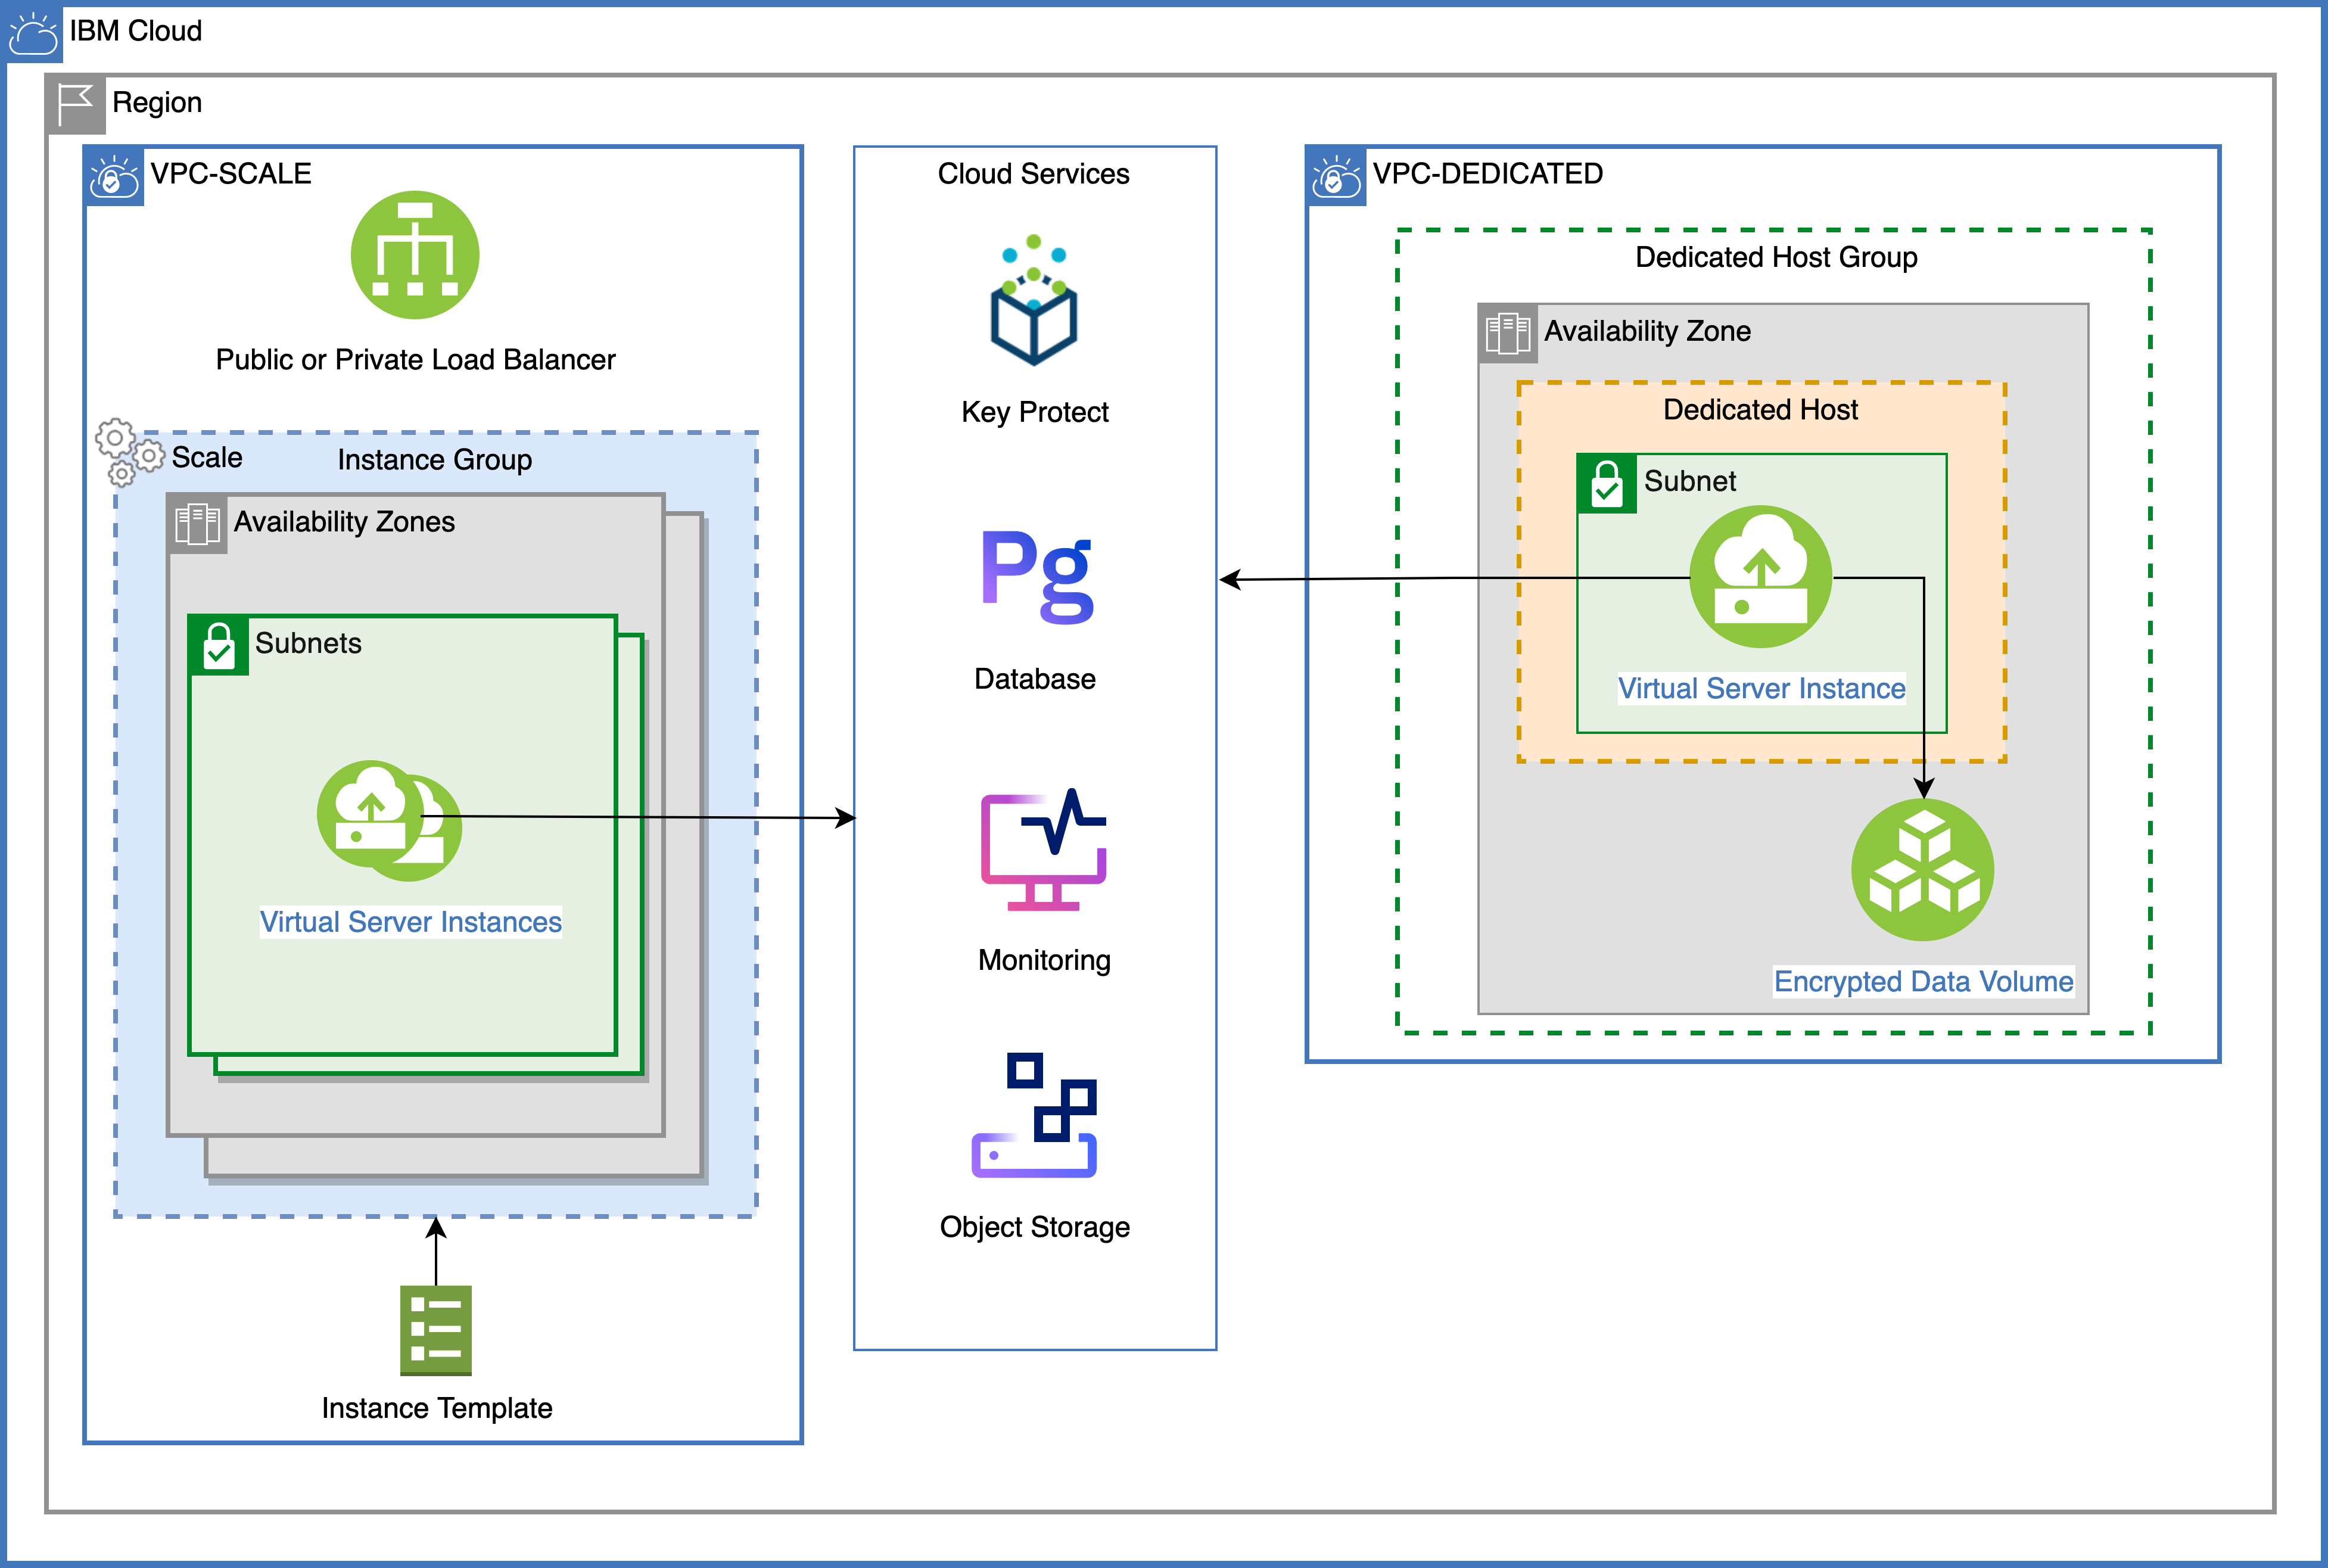 IBM Cloud
Region
VPC-SCALE
Public or Private Load Balancer
Scale
Instance Group
Availability Zones
Subnets
Virtual Server Instances
Instance Template
Cloud Services
Key Protect
Pg
Database
Monitoring
Object Storage
VPC-DEDICATED
Dedicated Host Group
Availability Zone
Dedicated Host
Subnet
Virtual Server Instance
Encrypted Data Volume